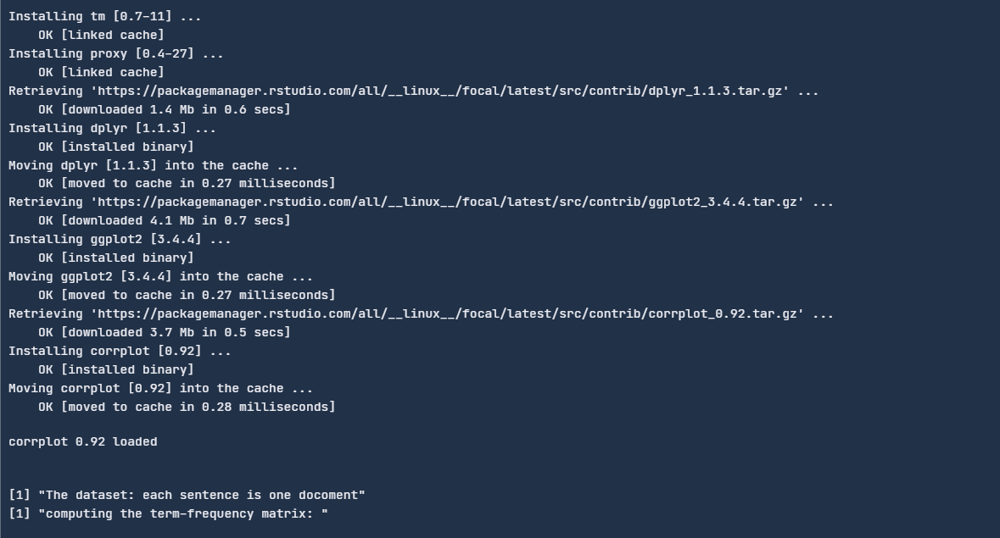 Installing tm [0.7-11] ...
OK [linked cache]
Installing proxy [0.4-27] ...
OK [linked cache]
Retrieving 'https://packagemanager.rstudio.com/all/__linux__/focal/latest/src/contrib/dplyr_1.1.3.tar.gz' ...
OK [downloaded 1.4 Mb in 0.6 secs]
Installing dplyr [1.1.3] ...
OK [installed binary]
Moving dplyr [1.1.3] into the cache ...
OK [moved to cache in 0.27 milliseconds]
Retrieving 'https://packagemanager.rstudio.com/all/__linux__/focal/latest/src/contrib/ggplot2_3.4.4.tar.gz' ...
OK [downloaded 4.1 Mb in 0.7 secs]
Installing ggplot2 [3.4.4] ...
OK [installed binary]
Moving ggplot2 [3.4.4] into the cache ...
OK [moved to cache in 0.27 milliseconds]
Retrieving 'https://packagemanager.rstudio.com/all/__linux__/focal/latest/src/contrib/corrplot_0.92.tar.gz' ...
OK [downloaded 3.7 Mb in 0.5 secs]
Installing corrplot [0.92] ...
OK [installed binary]
Moving corrplot [0.92] into the cache ...
OK [moved to cache in 0.28 milliseconds]
corrplot 0.92 loaded
[1] "The dataset: each sentence is one docoment"
[1] "computing the term-frequency matrix: "